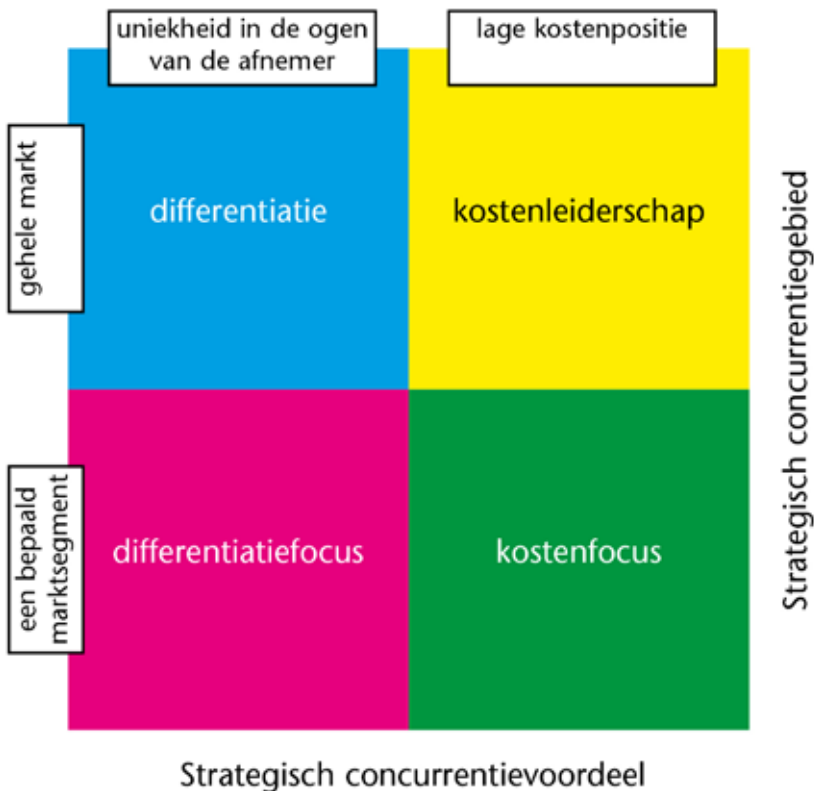 uniekheid in de ogen
van de afnemer
lage kostenpositie
gehele markt
differentiatie
kostenleiderschap
Strategisch concurrentiegebied
een bepaald
marktsegment
differentiatiefocus
kostenfocus
Strategisch concurrentievoordeel